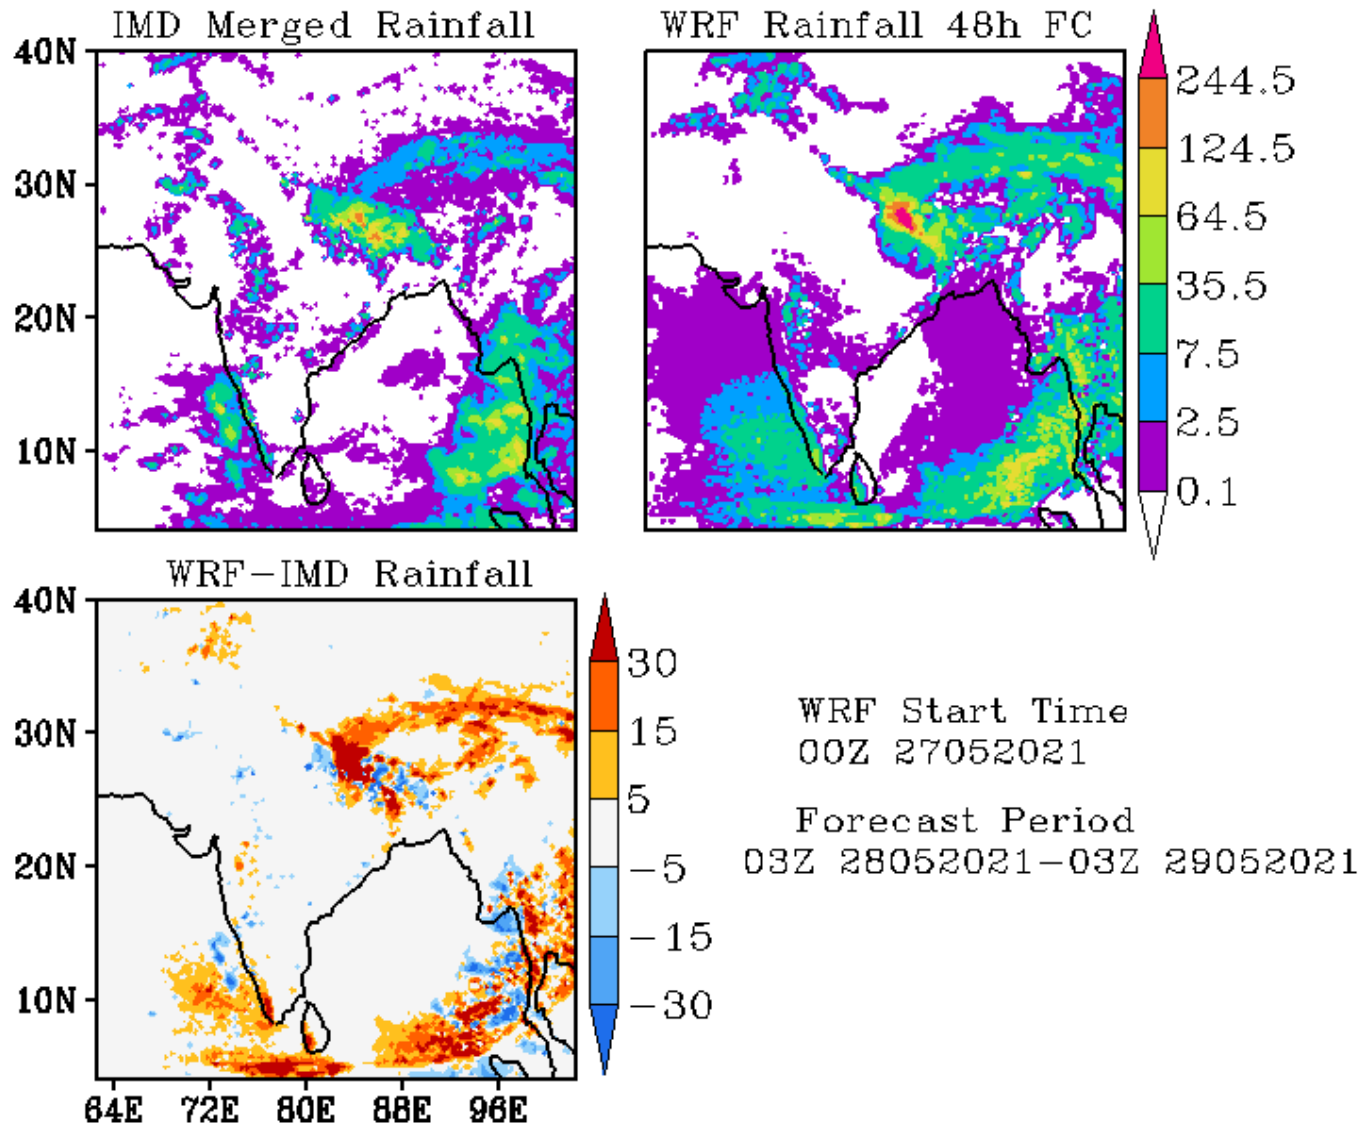 IMD Merged Rainfall
WRF Rainfall 48h FC
40N
30N
20N
10N
244.5
124.5
64.5
35.5
7.5
2.5
0.1
WRF-IMD Rainfall
40N
30N
20N
10N
64E 72E 80E 88E 96E
30
15
5
-5
-15
-30
WRF Start Time
00Z 27052021
Forecast Period
03Z 28052021-03Z 29052021